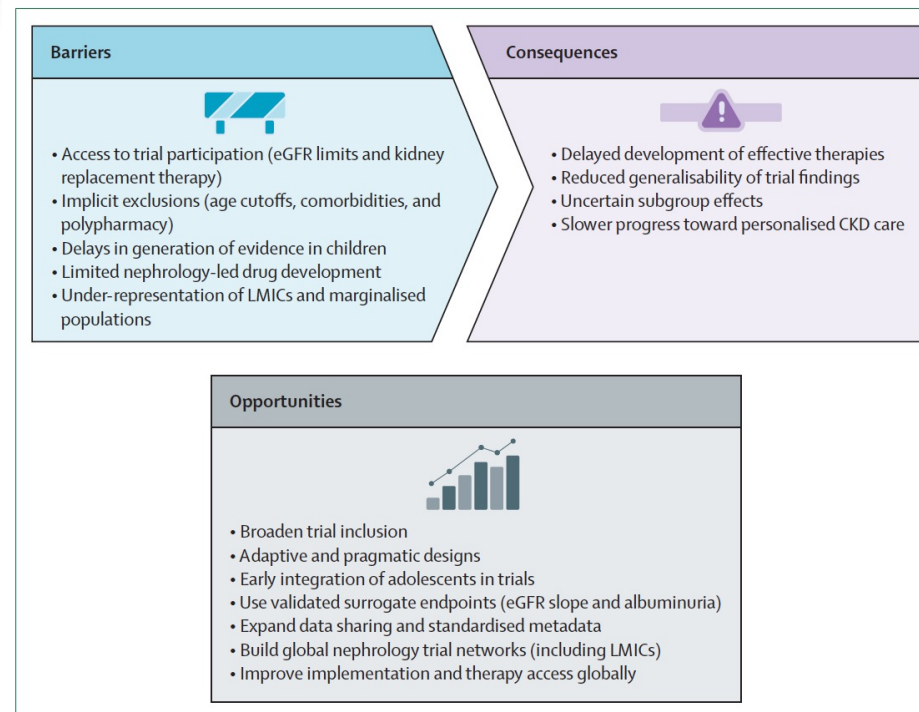 Barriers
• Access to trial participation (eGFR limits and kidney
replacement therapy)
• Implicit exclusions (age cutoffs, comorbidities, and
polypharmacy)
• Delays in generation of evidence in children
• Limited nephrology-led drug development
• Under-representation of LMICs and marginalised
populations
Consequences
• Delayed development of effective therapies
• Reduced generalisability of trial findings
• Uncertain subgroup effects
• Slower progress toward personalised CKD care
Opportunities
• Broaden trial inclusion
• Adaptive and pragmatic designs
• Early integration of adolescents in trials
• Use validated surrogate endpoints (eGFR slope and albuminuria)
• Expand data sharing and standardised metadata
• Build global nephrology trial networks (including LMICs)
• Improve implementation and therapy access globally